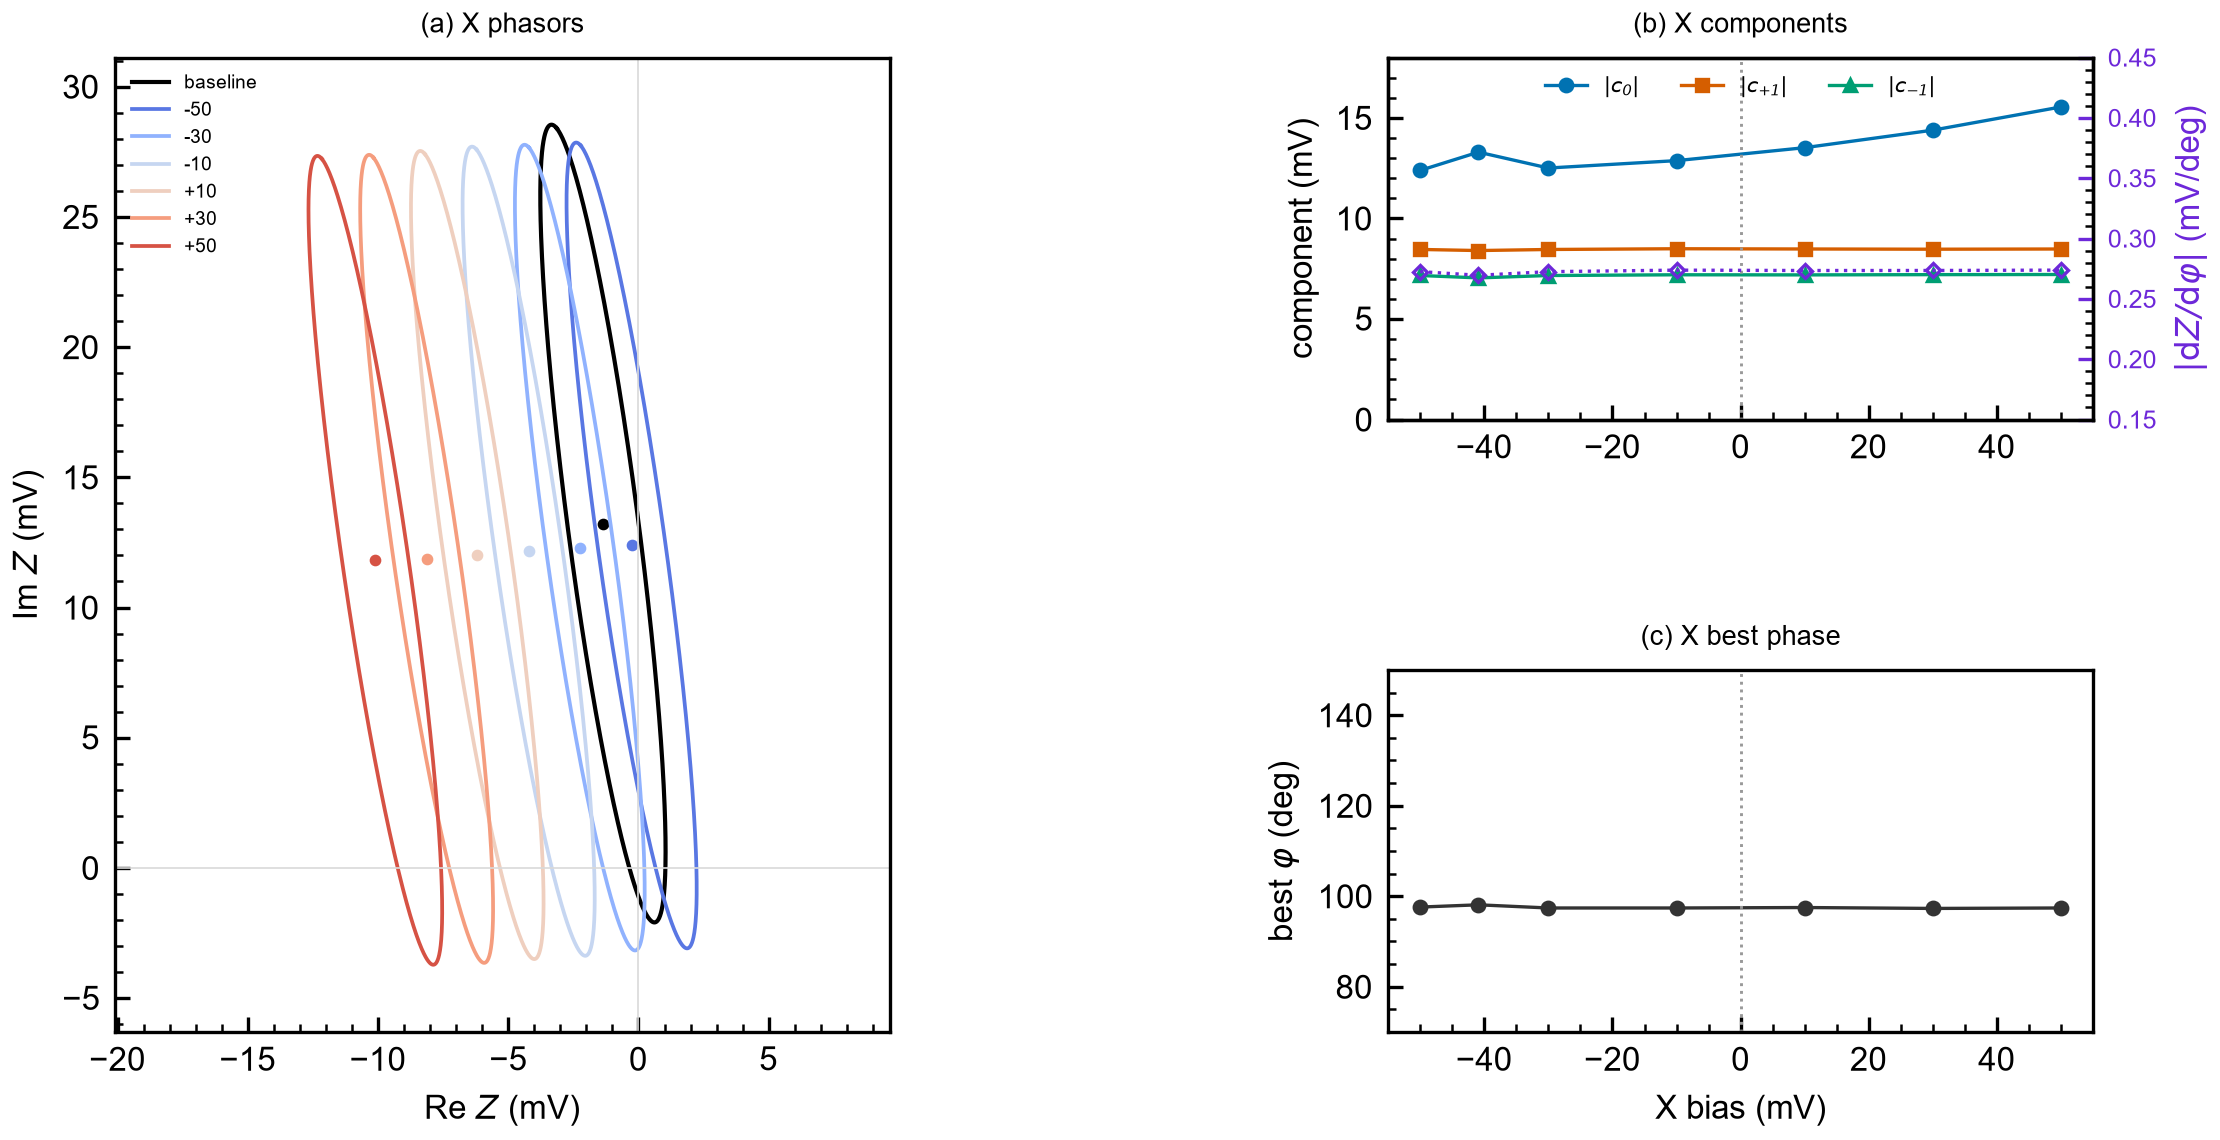 (a) X phasors
30
25
20
15
10
5
0
−5
Im Z (mV)
baseline
-50
-30
-10
+10
+30
+50
−20 −15 −10 −5 0 5
Re Z (mV)
(b) X components
15
10
5
0
component (mV)
|c₀| |c₊₁| |c₋₁|
0.45
0.40
0.35
0.30
0.25
0.20
0.15
|dZ/dφ| (mV/deg)
−40 −20 0 20 40
(c) X best phase
140
120
100
80
best φ (deg)
−40 −20 0 20 40
X bias (mV)